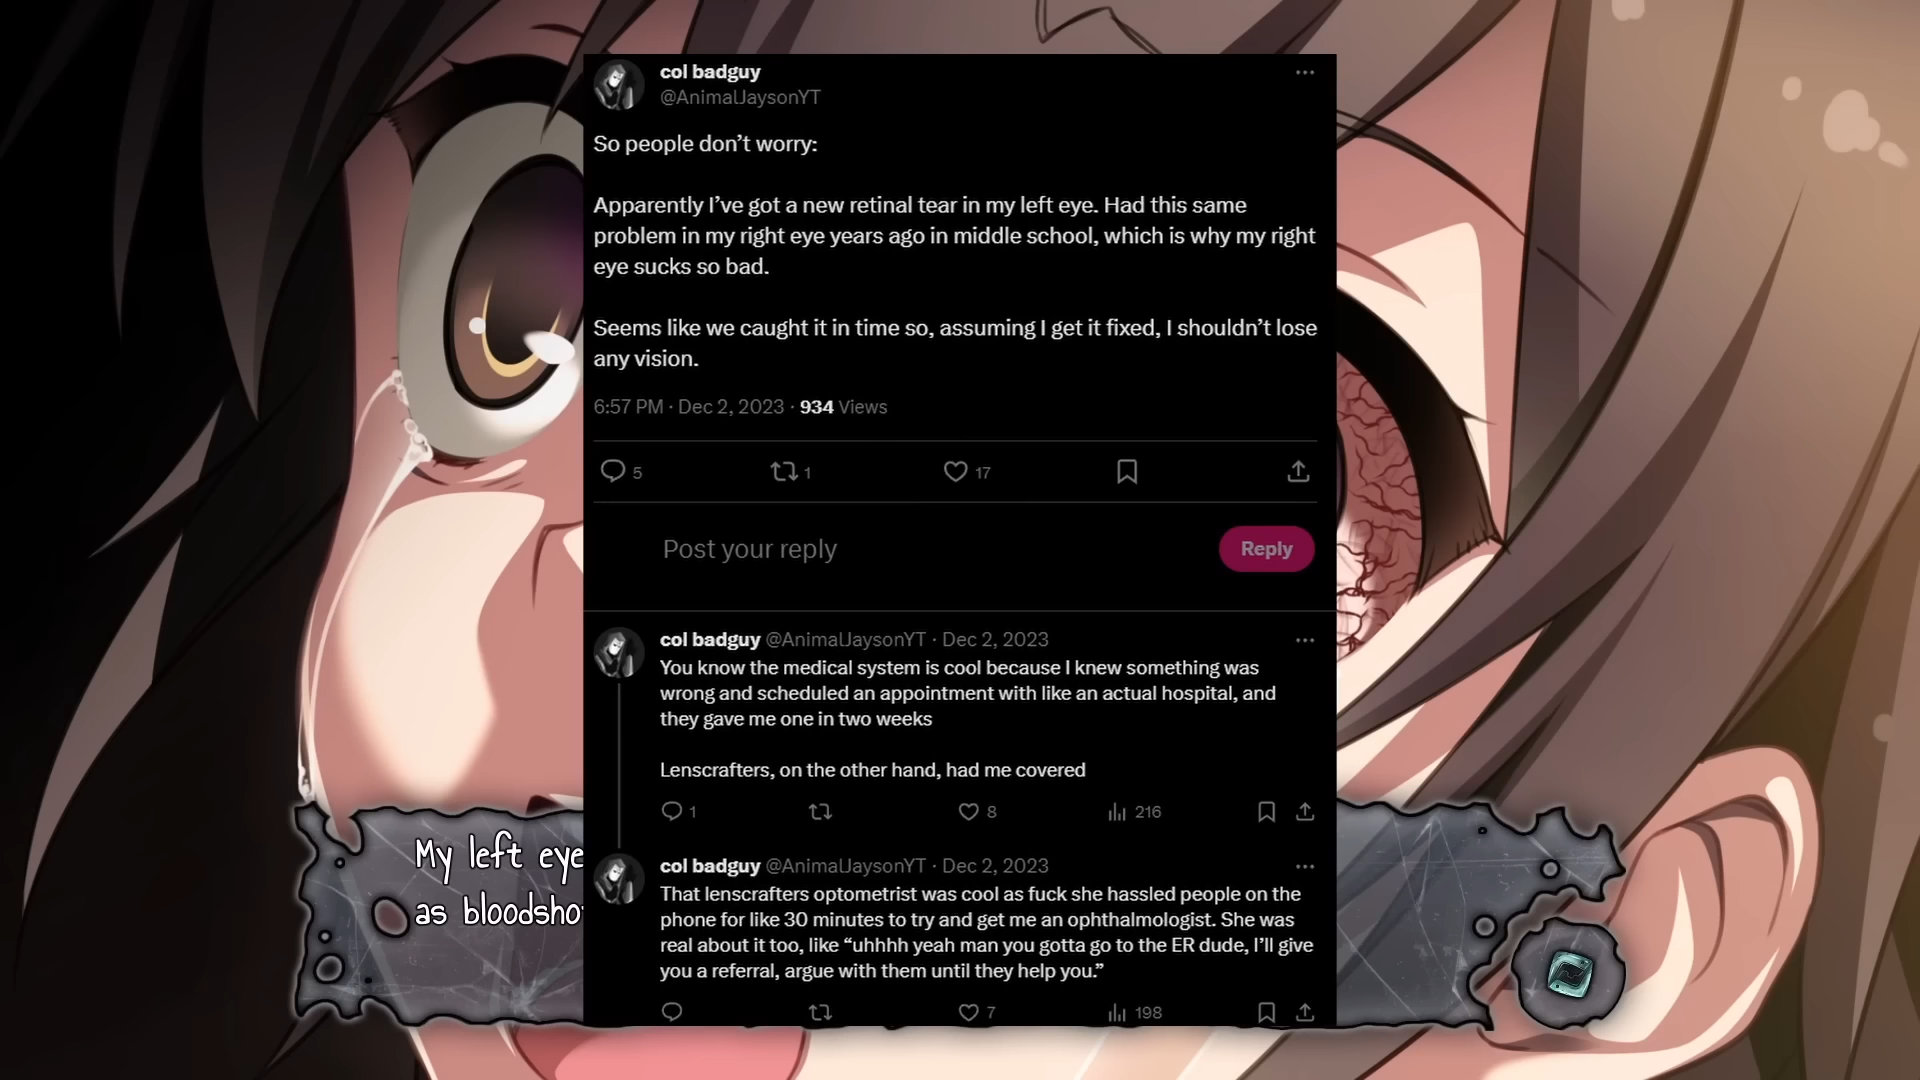 col badguy
@AnimalJaysonYT
So people don’t worry:
Apparently I’ve got a new retinal tear in my left eye. Had this same
problem in my right eye years ago in middle school, which is why my right
eye sucks so bad.
Seems like we caught it in time so, assuming I get it fixed, I shouldn’t lose
any vision.
6:57 PM · Dec 2, 2023 · 934 Views
5 1 17
Post your reply
Reply
col badguy @AnimalJaysonYT · Dec 2, 2023
You know the medical system is cool because I knew something was
wrong and scheduled an appointment with like an actual hospital, and
they gave me one in two weeks
Lenscrafters, on the other hand, had me covered
1 8 216
col badguy @AnimalJaysonYT · Dec 2, 2023
That lenscrafters optometrist was cool as fuck she hassled people on the
phone for like 30 minutes to try and get me an ophthalmologist. She was
real about it too, like “uhhhh yeah man you gotta go to the ER dude, I’ll give
you a referral, argue with them until they help you.”
7 198
My left eye
as